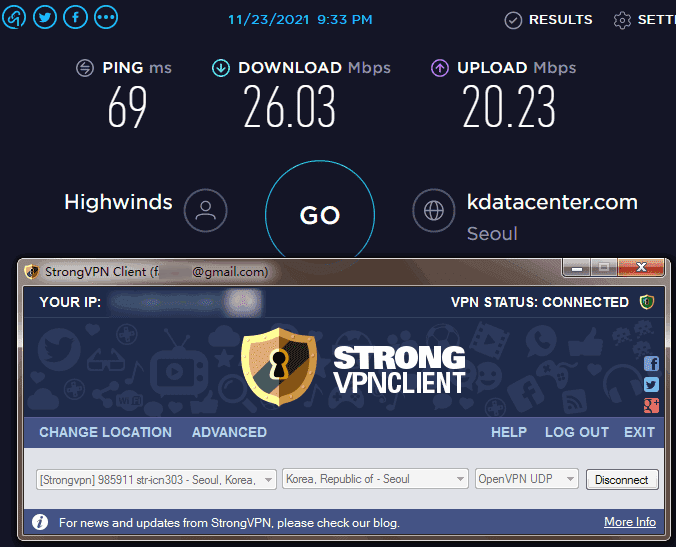 11/23/2021 9:33 PM
RESULTS
SETT
PING ms
DOWNLOAD Mbps
UPLOAD Mbps
69
26.03
20.23
Highwinds
GO
kdatacenter.com
Seoul
StrongVPN Client (f. @gmail.com)
YOUR IP:
VPN STATUS: CONNECTED
STRONG
VPNCLIENT
CHANGE LOCATION
ADVANCED
HELP
LOG OUT
EXIT
[Strongvpn] 985911 str-icn303 - Seoul, Korea,
Korea, Republic of - Seoul
OpenVPN UDP
Disconnect
For news and updates from StrongVPN, please check our blog.
More Info